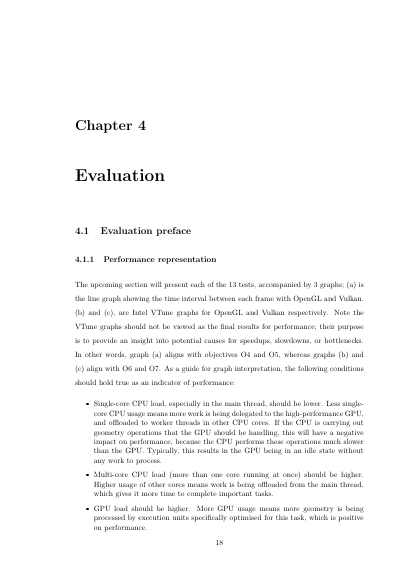 Chapter 4
Evaluation
4.1 Evaluation preface
4.1.1 Performance representation
The upcoming section will present each of the 13 tests, accompanied by 3 graphs; (a) is
the line graph showing the time interval between each frame with OpenGL and Vulkan.
(b) and (c), are Intel VTune graphs for OpenGL and Vulkan respectively. Note the
VTune graphs should not be viewed as the final results for performance; their purpose
is to provide an insight into potential causes for speedups, slowdowns, or bottlenecks.
In other words, graph (a) aligns with objectives O4 and O5, whereas graphs (b) and
(c) align with O6 and O7. As a guide for graph interpretation, the following conditions
should hold true as an indicator of performance:
• Single-core CPU load, especially in the main thread, should be lower. Less single-
core CPU usage means more work is being delegated to the high-performance GPU,
and offloaded to worker threads in other CPU cores. If the CPU is carrying out
geometry operations that the GPU should be handling, this will have a negative
impact on performance, because the CPU performs these operations much slower
than the GPU. Typically, this results in the GPU being in an idle state without
any work to process.
• Multi-core CPU load (more than one core running at once) should be higher.
Higher usage of other cores means work is being offloaded from the main thread,
which gives it more time to complete important tasks.
• GPU load should be higher. More GPU usage means more geometry is being
processed by execution units specifically optimised for this task, which is positive
on performance.
18